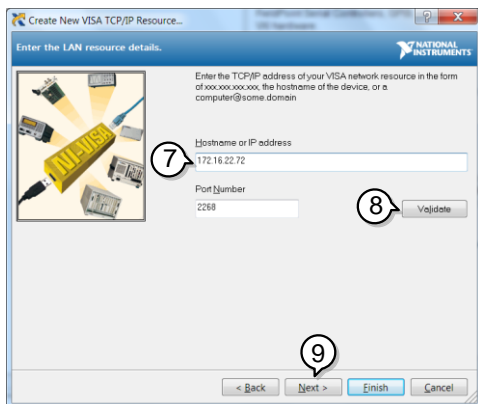 Create New VISA TCP/IP Resource...
Enter the LAN resource details.
NATIONAL
INSTRUMENTS
Enter the TCP/IP address of your VISA network resource in the form
of xxx.xxx.xxx.xxx, the hostname of the device, or a
computer@some.domain
NI-VISA
Hostname or IP address
7
172.16.22.72
Port Number
2268
8
Validate
9
< Back
Next >
Finish
Cancel